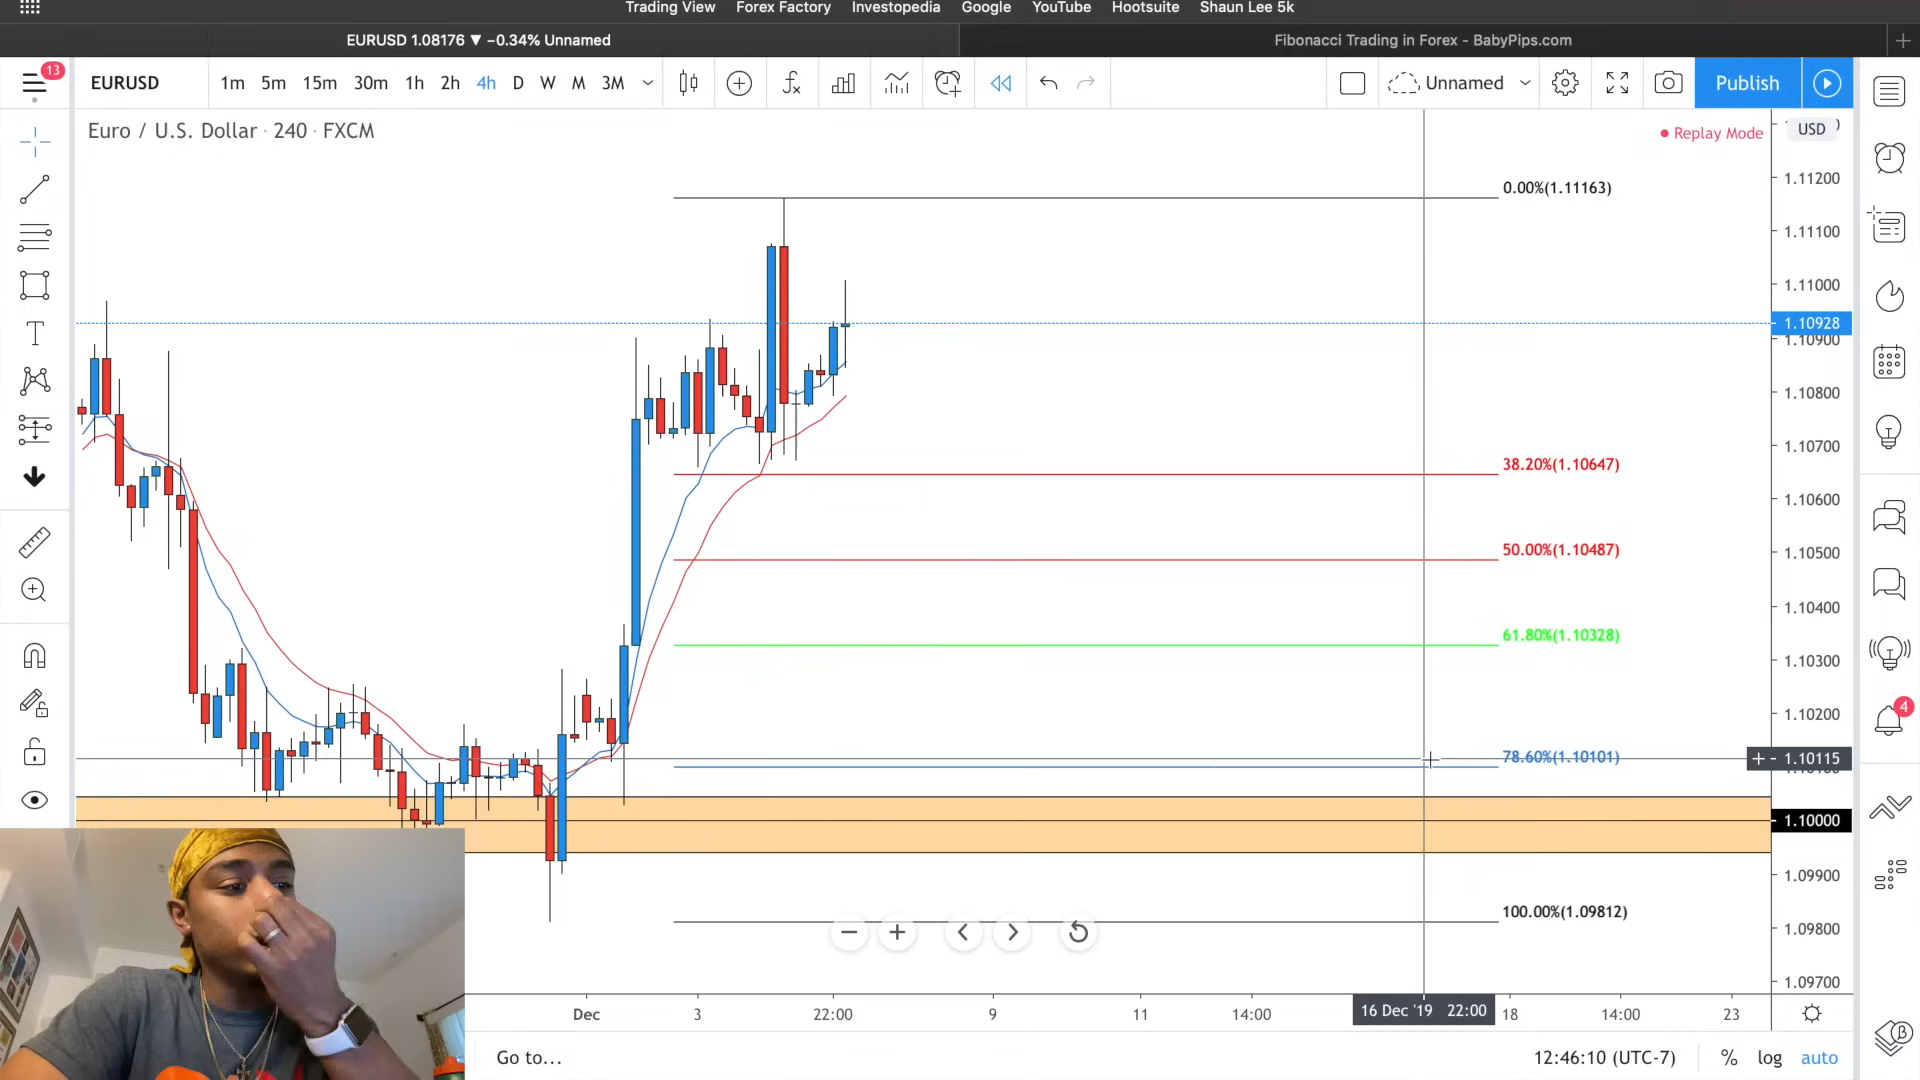 Trading View Forex Factory Investopedia Google YouTube Hootsuite Shaun Lee 5k
EURUSD 1.08176 ▼ −0.34% Unnamed
Fibonacci Trading in Forex - BabyPips.com
13
EURUSD
1m 5m 15m 30m 1h 2h 4h D W M 3M
Unnamed
Publish
Euro / U.S. Dollar · 240 · FXCM
Replay Mode
USD
0.00%(1.11163)
1.11200
1.11100
1.11000
1.10928
1.10900
1.10800
1.10700
38.20%(1.10647)
1.10600
50.00%(1.10487)
1.10500
1.10400
61.80%(1.10328)
1.10300
4
1.10200
78.60%(1.10101)
1.10115
1.10000
1.09900
100.00%(1.09812)
1.09800
1.09700
Dec 3 22:00 9 11 14:00 16 Dec '19 22:00 18 14:00 23
Go to...
12:46:10 (UTC-7) % log auto